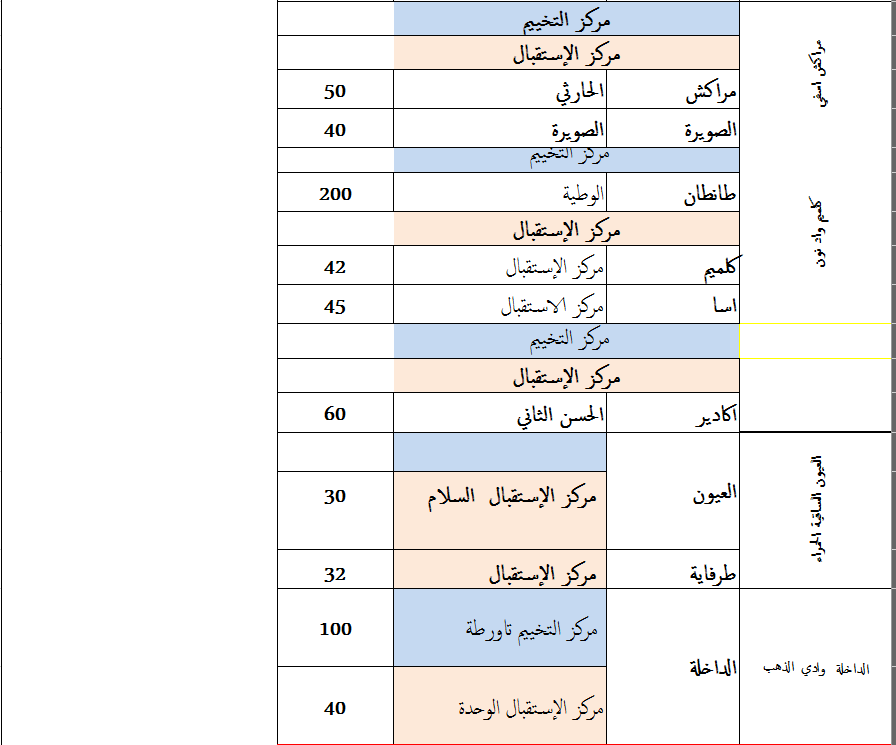 مركز التخييم
مراكش اسفي
مركز الإستقبال
مراكش الحارثي 50
الصويرة الصويرة 40
مركز التخييم
كلميم واد نون
طانطان الوطية 200
مركز الإستقبال
كلميم مركز الإستقبال 42
اسا مركز الاستقبال 45
مركز التخييم
مركز الإستقبال
اكادير الحسن الثاني 60
العيون الساقية الحمراء
العيون مركز الإستقبال السلام 30
طرفاية مركز الإستقبال 32
الداخلة وادي الذهب
الداخلة مركز التخييم تاورطة 100
مركز الإستقبال الوحدة 40